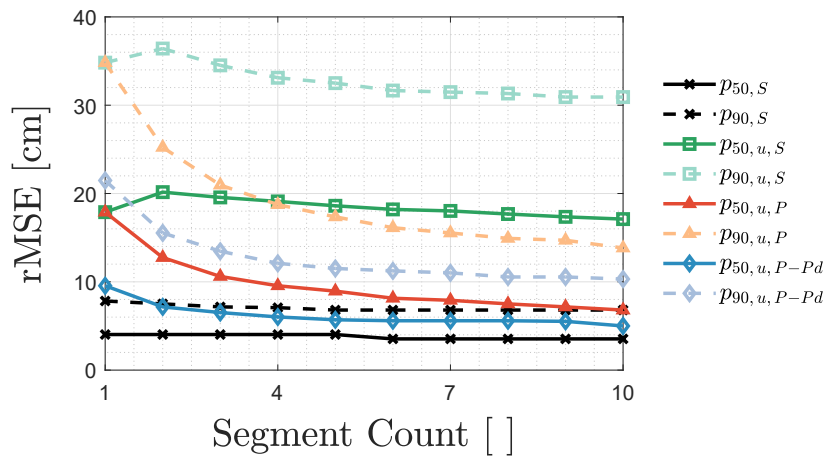 40
30
20
10
0
rMSE [cm]
1 4 7 10
Segment Count [ ]
p50, S
p90, S
p50, u, S
p90, u, S
p50, u, P
p90, u, P
p50, u, P−Pd
p90, u, P−Pd